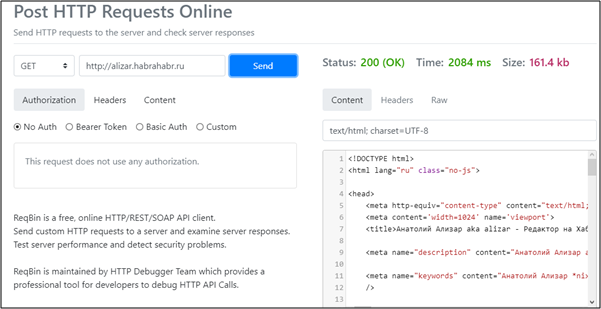 Post HTTP Requests Online
Send HTTP requests to the server and check server responses
GET
http://alizar.habrahabr.ru
Send
Status: 200 (OK) Time: 2084 ms Size: 161.4 kb
Authorization Headers Content
No Auth Bearer Token Basic Auth Custom
This request does not use any authorization.
ReqBin is a free, online HTTP/REST/SOAP API client.
Send custom HTTP requests to a server and examine server responses.
Test server performance and detect security problems.
ReqBin is maintained by HTTP Debugger Team which provides a
professional tool for developers to debug HTTP API Calls.
Content Headers Raw
text/html; charset=UTF-8
1 <!DOCTYPE html>
2 <html lang="ru" class="no-js">
3
4 <head>
5 <meta http-equiv="content-type" content="text/html;
6 <meta content='width=1024' name='viewport'>
7 <title>Анатолий Ализар aka alizar - Редактор на Хаб
8
9 <meta name="description" content="Анатолий Ализар a
10
11 <meta name="keywords" content="Анатолий Ализар *nix
12 />
13